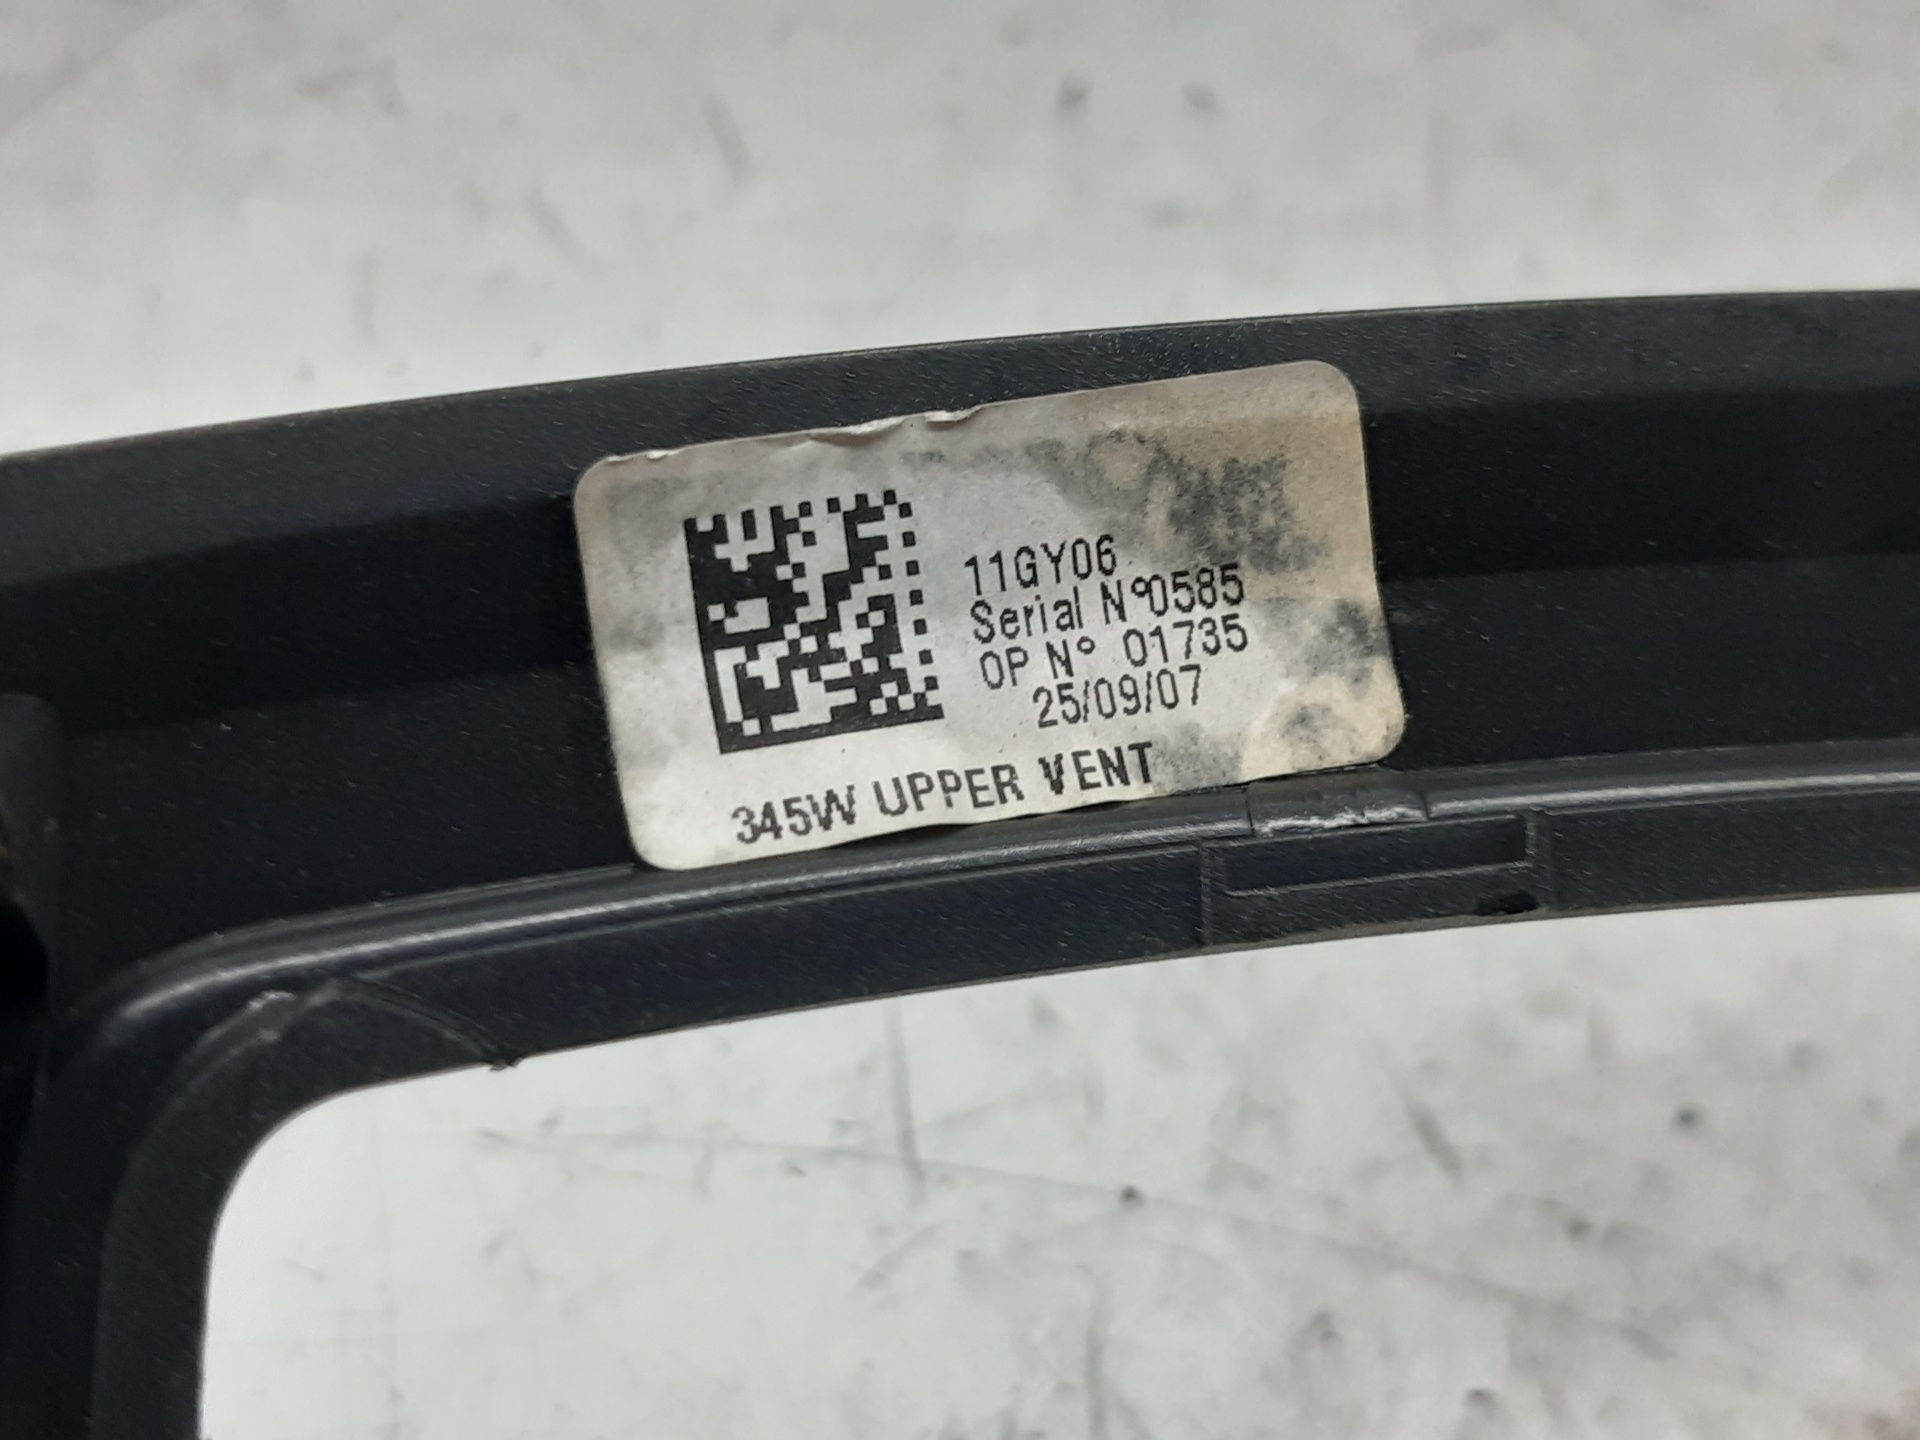 11GY06
Serial N°0585
OP N° 01735
25/09/07
345W UPPER VENT